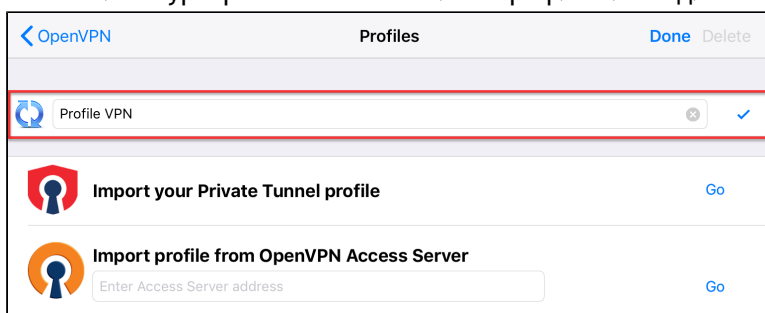 OpenVPN Profiles Done Delete
Profile VPN
Import your Private Tunnel profile Go
Import profile from OpenVPN Access Server
Enter Access Server address Go